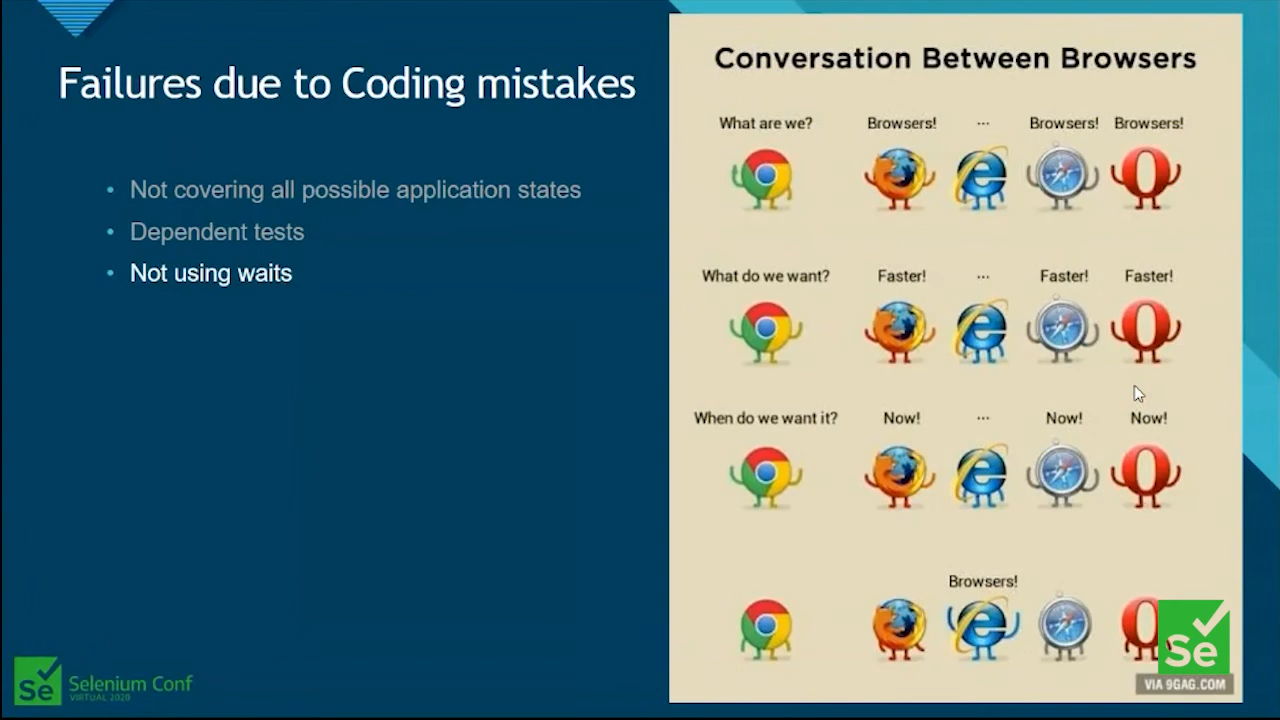 Failures due to Coding mistakes
• Not covering all possible application states
• Dependent tests
• Not using waits
Conversation Between Browsers
What are we? Browsers! ... Browsers! Browsers!
What do we want? Faster! ... Faster! Faster!
When do we want it? Now! ... Now! Now!
Browsers!
Se
VIA 9GAG.COM
Se Selenium Conf
VIRTUAL 2020